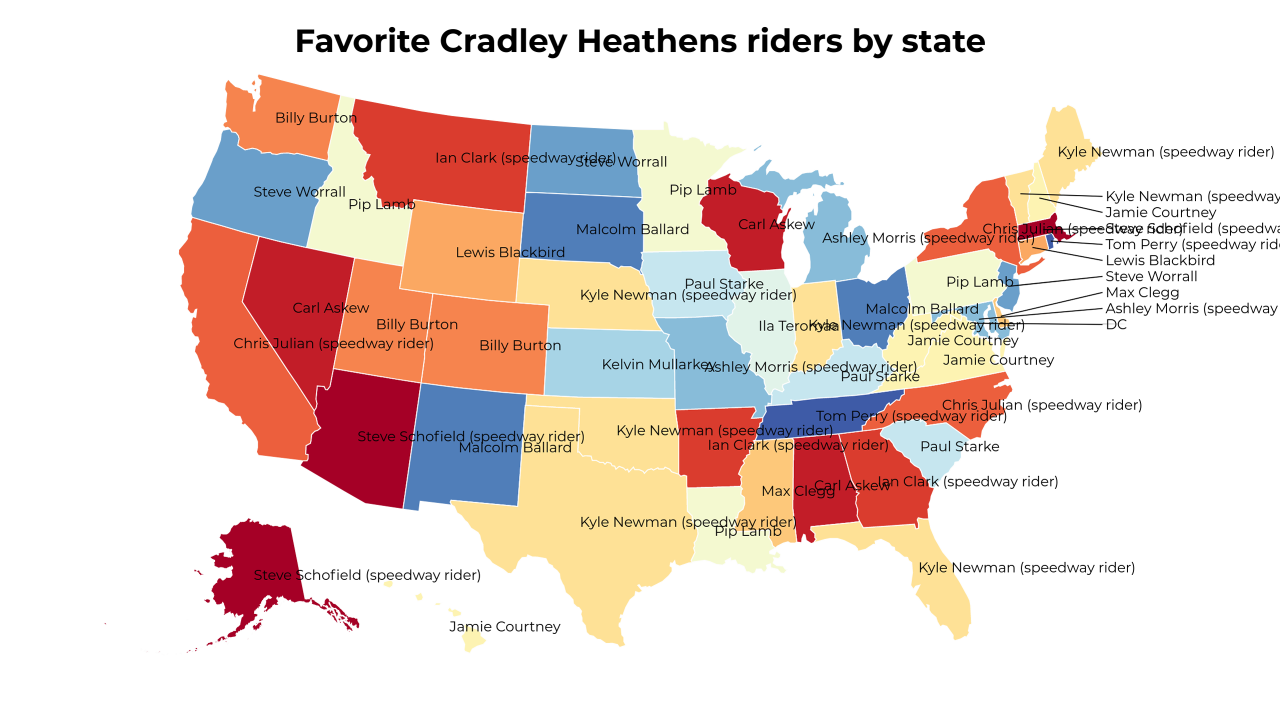 Favorite Cradley Heathens riders by state
Billy Burton
Kyle Newman (speedway rider)
Ian Clark (speedway rider)
Steve Worrall
Steve Worrall
Pip Lamb
Pip Lamb
Kyle Newman (speedway
Jamie Courtney
Carl Askew
Chris Julian (speedway rider)
Steve Schofield (speedwa
Malcolm Ballard
Ashley Morris (speedway rider)
Tom Perry (speedway ride
Lewis Blackbird
Lewis Blackbird
Steve Worrall
Pip Lamb
Paul Starke
Max Clegg
Kyle Newman (speedway rider)
Carl Askew
Malcolm Ballard
Ashley Morris (speedway
Billy Burton
Ila Teromaa
Kyle Newman (speedway rider)
DC
Chris Julian (speedway rider)
Billy Burton
Jamie Courtney
Jamie Courtney
Kelvin Mullarkey
Ashley Morris (speedway rider)
Paul Starke
Chris Julian (speedway rider)
Tom Perry (speedway rider)
Steve Schofield (speedway rider)
Malcolm Ballard
Kyle Newman (speedway rider)
Ian Clark (speedway rider)
Paul Starke
Max Clegg
Carl Askew
Ian Clark (speedway rider)
Kyle Newman (speedway rider)
Pip Lamb
Kyle Newman (speedway rider)
Steve Schofield (speedway rider)
Jamie Courtney